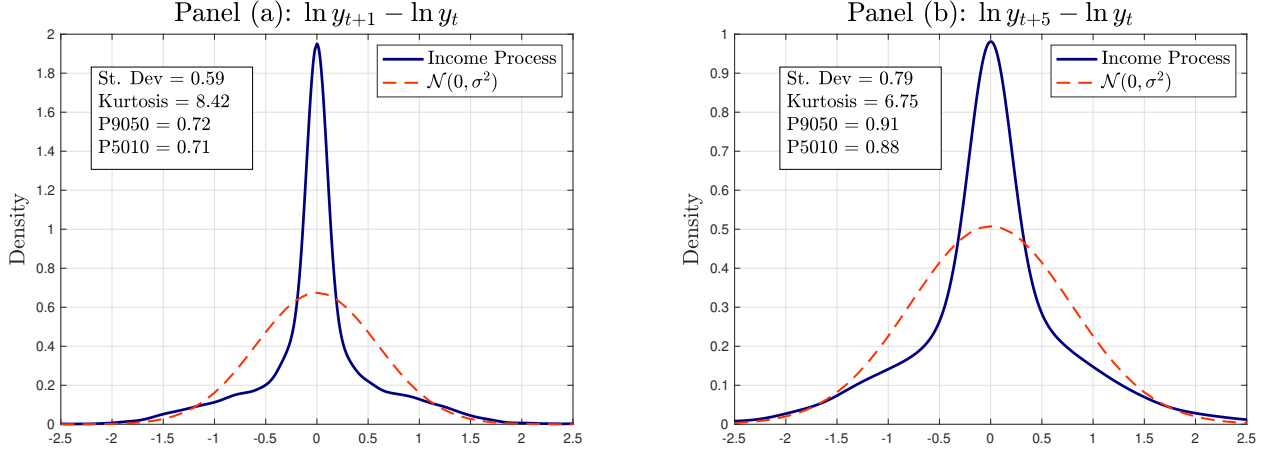 Panel (a): ln y_{t+1} − ln y_t
2
1.8
1.6
1.4
1.2
1
0.8
0.6
0.4
0.2
0
Density
St. Dev = 0.59
Kurtosis = 8.42
P9050 = 0.72
P5010 = 0.71
Income Process
𝒩(0, σ²)
-2.5 -2 -1.5 -1 -0.5 0 0.5 1 1.5 2 2.5
Panel (b): ln y_{t+5} − ln y_t
1
0.9
0.8
0.7
0.6
0.5
0.4
0.3
0.2
0.1
0
Density
St. Dev = 0.79
Kurtosis = 6.75
P9050 = 0.91
P5010 = 0.88
Income Process
𝒩(0, σ²)
-2.5 -2 -1.5 -1 -0.5 0 0.5 1 1.5 2 2.5